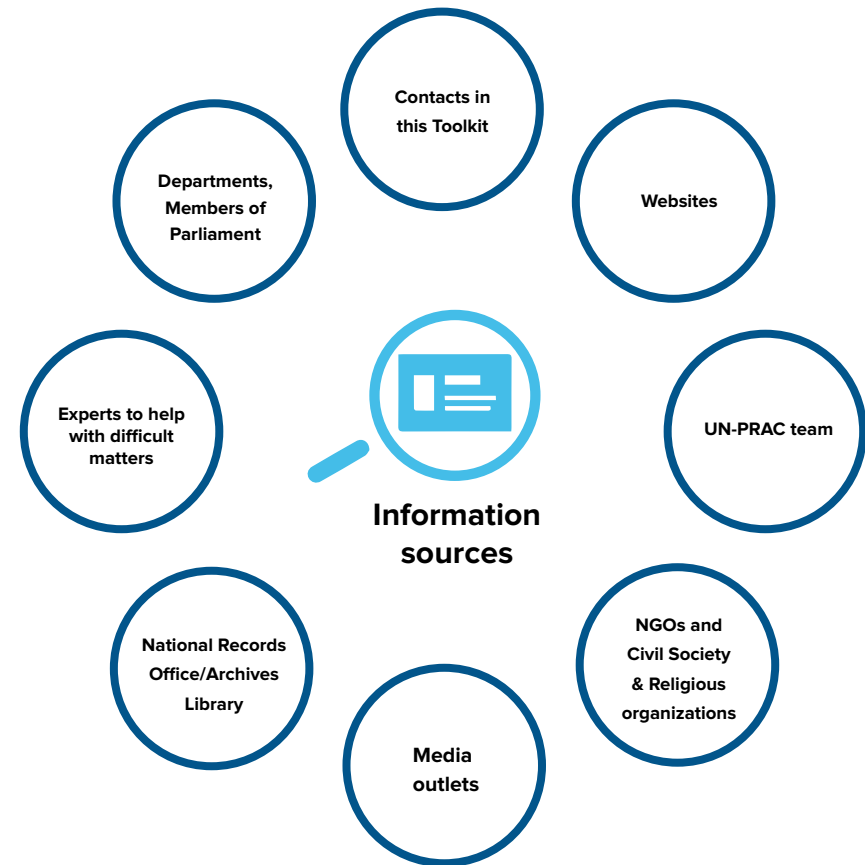 Contacts in
this Toolkit
Departments,
Members of
Parliament
Websites
Experts to help
with difficult
matters
UN-PRAC team
Information
sources
National Records
Office/Archives
Library
NGOs and
Civil Society
& Religious
organizations
Media
outlets